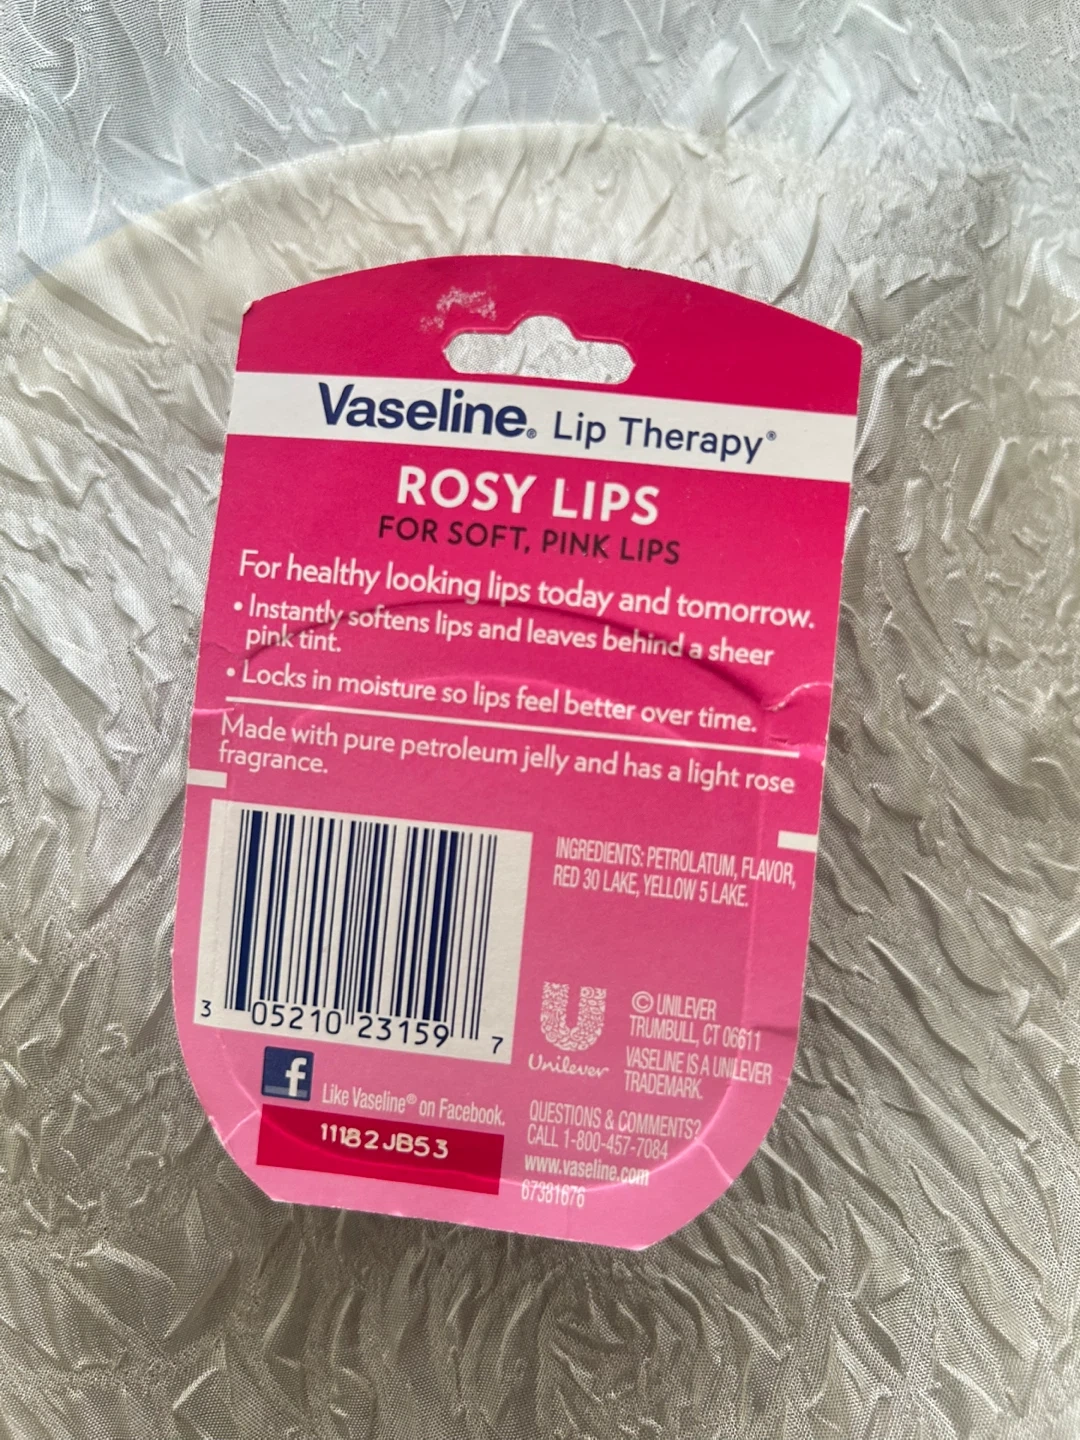 Vaseline® Lip Therapy®
ROSY LIPS
FOR SOFT, PINK LIPS
For healthy looking lips today and tomorrow.
• Instantly softens lips and leaves behind a sheer
pink tint.
• Locks in moisture so lips feel better over time.
Made with pure petroleum jelly and has a light rose
fragrance.
INGREDIENTS: PETROLATUM, FLAVOR,
RED 30 LAKE, YELLOW 5 LAKE.
3 05210 23159 7
© UNILEVER
TRUMBULL, CT 06611
VASELINE IS A UNILEVER
TRADEMARK.
Unilever
f
Like Vaseline® on Facebook.
11182JB53
QUESTIONS & COMMENTS?
CALL 1-800-457-7084
www.vaseline.com
67381676